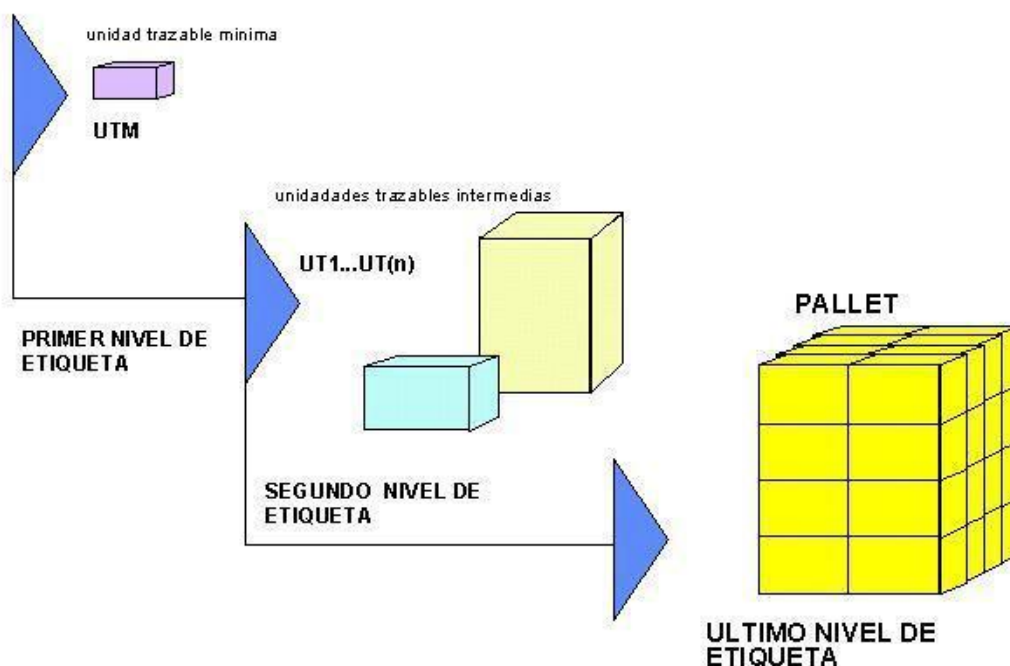 unidad trazable minima
UTM
unidadades trazables intermedias
UT1...UT(n)
PRIMER NIVEL DE
ETIQUETA
PALLET
SEGUNDO NIVEL DE
ETIQUETA
ULTIMO NIVEL DE
ETIQUETA